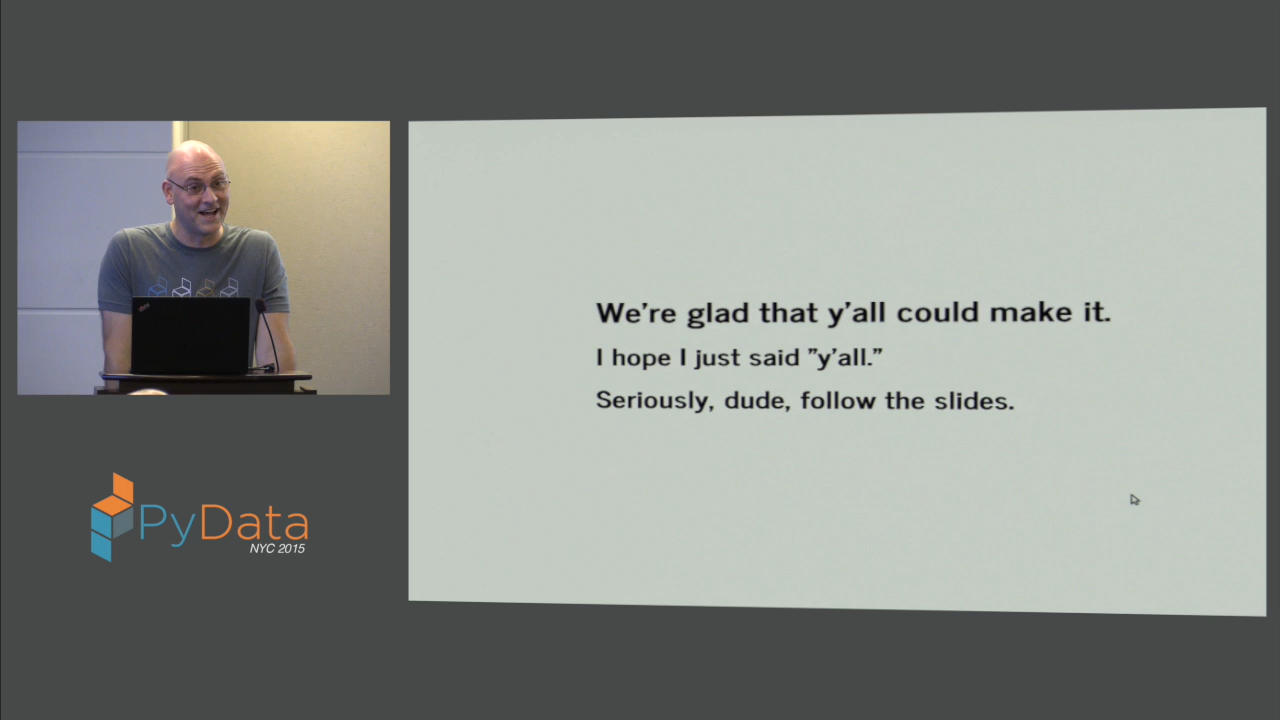 We're glad that y'all could make it.
I hope I just said ”y'all.”
Seriously, dude, follow the slides.
PyData
NYC 2015